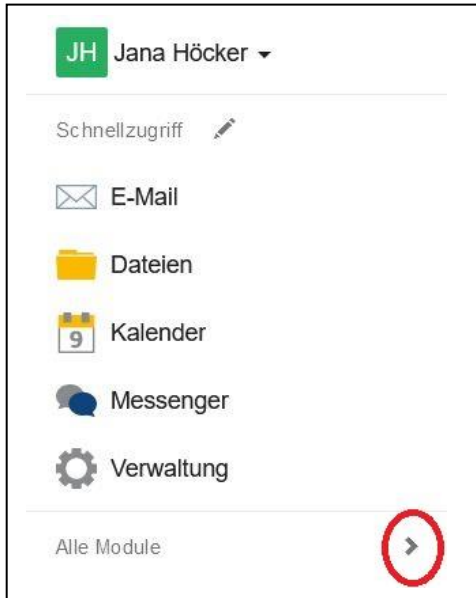 JH Jana Höcker
Schnellzugriff
E-Mail
Dateien
9 Kalender
Messenger
Verwaltung
Alle Module